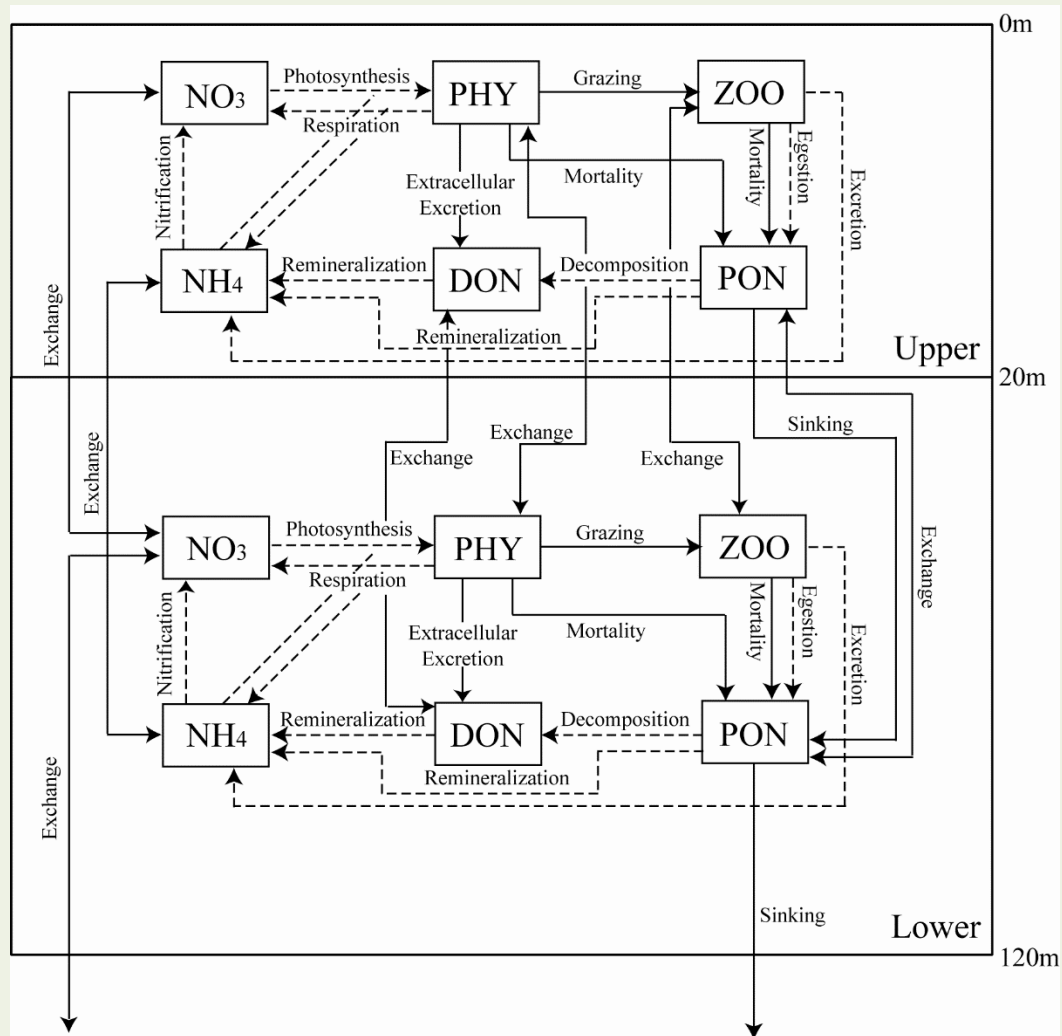 0m
Photosynthesis
NO3
PHY
Grazing
ZOO
Respiration
Nitrification
Extracellular
Excretion
Mortality
Mortality
Egestion
Excretion
NH4
Remineralization
DON
Decomposition
PON
Remineralization
Exchange
Upper
20m
Sinking
Exchange
Exchange
Exchange
Exchange
Exchange
Photosynthesis
NO3
PHY
Grazing
ZOO
Respiration
Nitrification
Extracellular
Excretion
Mortality
Mortality
Egestion
Excretion
NH4
Remineralization
DON
Decomposition
PON
Remineralization
Exchange
Sinking
Lower
120m